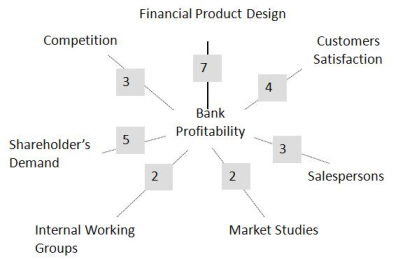 Financial Product Design
Competition
Customers
Satisfaction
7
3
4
Bank
Profitability
Shareholder's
Demand
5
3
Salespersons
2
2
Internal Working
Groups
Market Studies